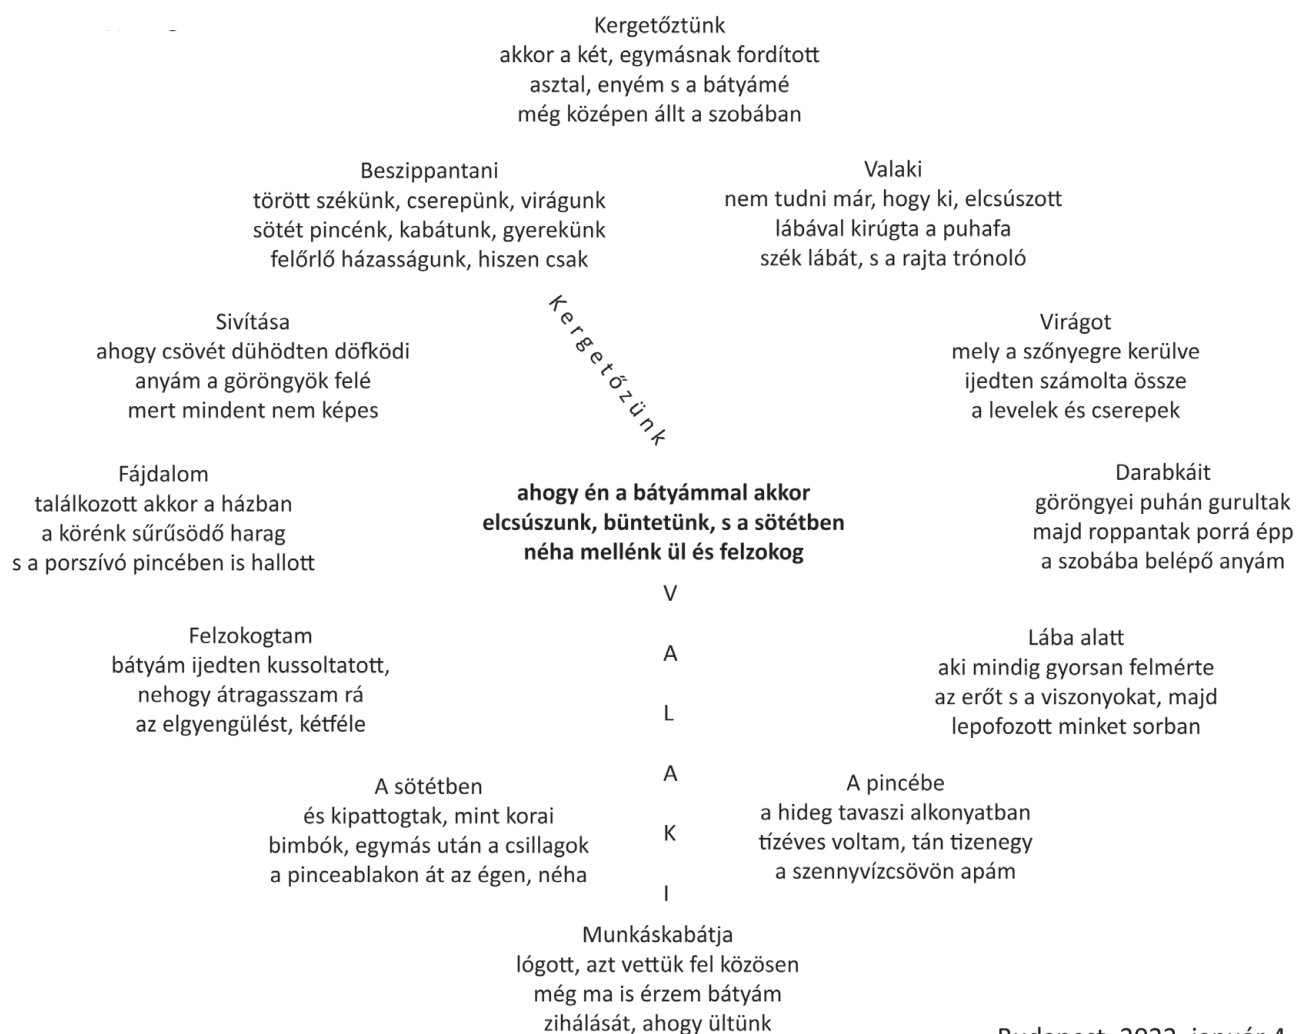 Kergetőztünk
akkor a két, egymásnak fordított
asztal, enyém s a bátyámé
még középen állt a szobában
Valaki
nem tudni már, hogy ki, elcsúszott
lábával kirúgta a puhafa
szék lábát, s a rajta trónoló
Virágot
mely a szőnyegre kerülve
ijedten számolta össze
a levelek és cserepek
Darabkáit
göröngyei puhán gurultak
majd roppantak porrá épp
a szobába belépő anyám
Lába alatt
aki mindig gyorsan felmérte
az erőt s a viszonyokat, majd
lepofozott minket sorban
A pincébe
a hideg tavaszi alkonyatban
tízéves voltam, tán tizenegy
a szennyvízcsövön apám
Munkáskabátja
lógott, azt vettük fel közösen
még ma is érzem bátyám
zihálását, ahogy ültünk
A sötétben
és kipattogtak, mint korai
bimbók, egymás után a csillagok
a pinceablakon át az égen, néha
Felzokogtam
bátyám ijedten kussoltatott,
nehogy átragasszam rá
az elgyengülést, kétféle
Fájdalom
találkozott akkor a házban
a körénk sűrűsödő harag
s a porszívó pincében is hallott
Sivítása
ahogy csövét dühödten döfködi
anyám a göröngyök felé
mert mindent nem képes
Beszippantani
törött székünk, cserepünk, virágunk
sötét pincénk, kabátunk, gyerekünk
felőrlő házasságunk, hiszen csak
Kergetőzünk
ahogy én a bátyámmal akkor
elcsúszunk, büntetünk, s a sötétben
néha mellénk ül és felzokog
VALAKI